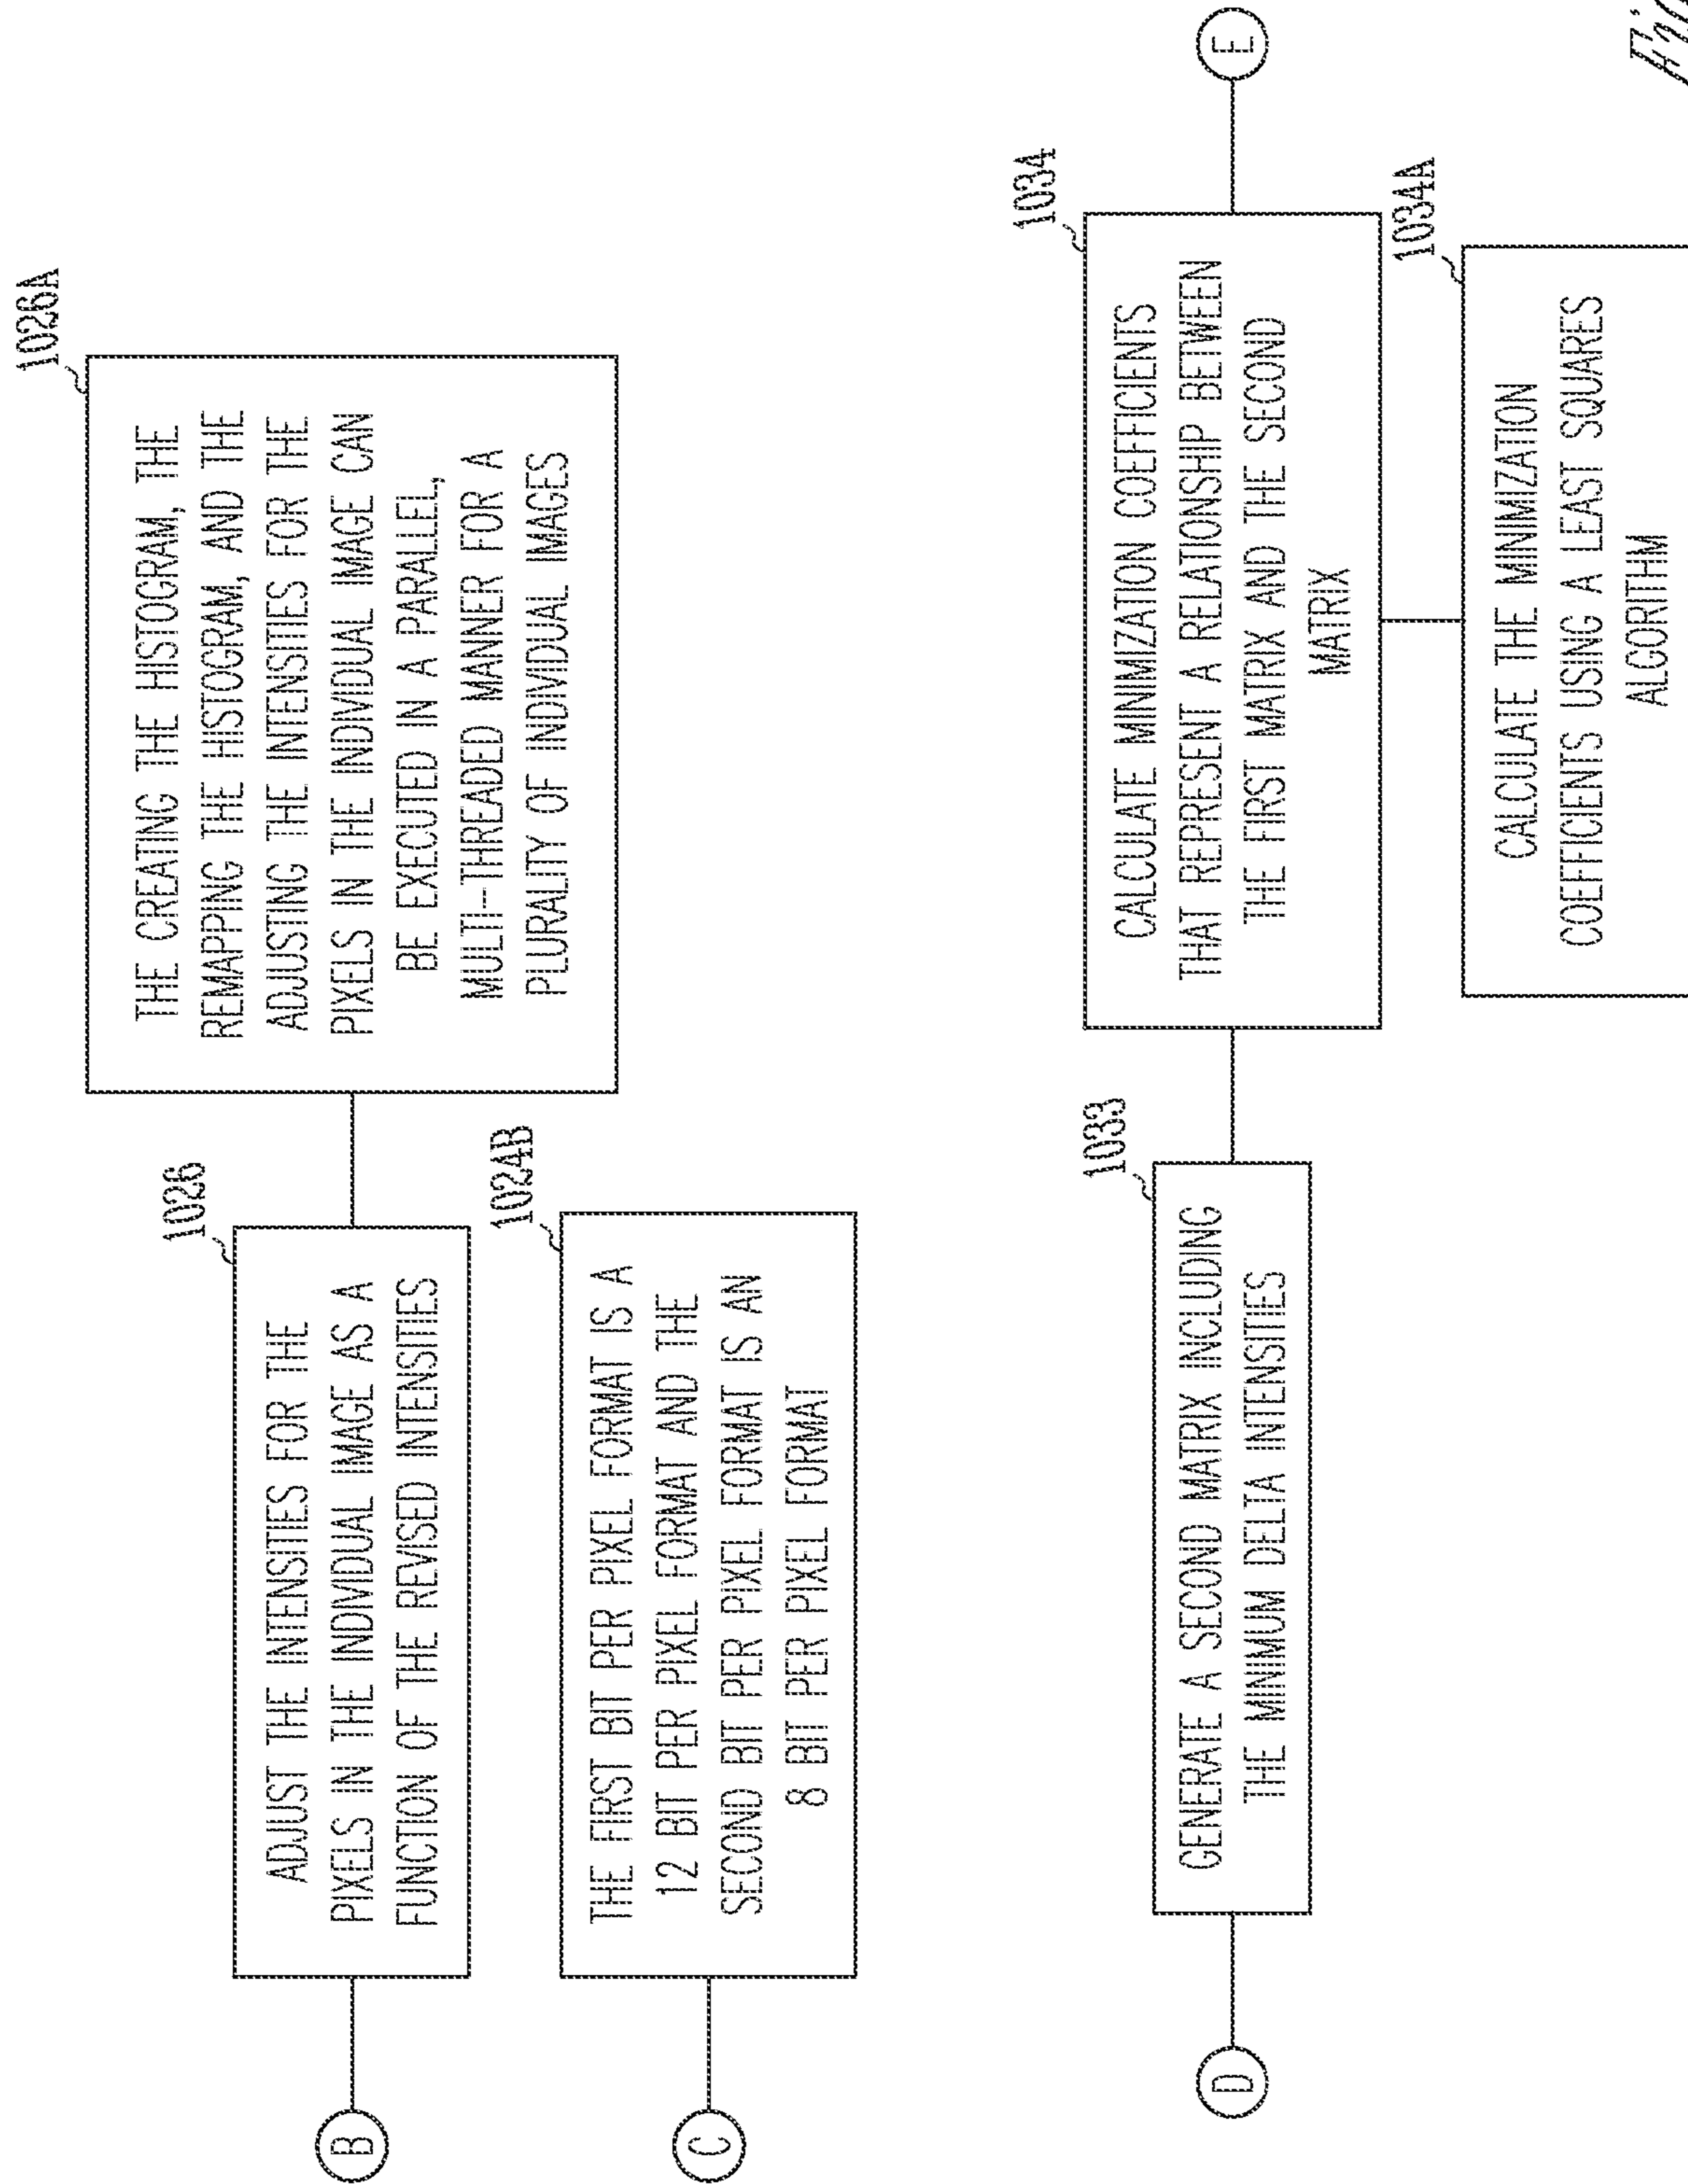 B
1026
ADJUST THE INTENSITIES FOR THE
PIXELS IN THE INDIVIDUAL IMAGE AS A
FUNCTION OF THE REVISED INTENSITIES
1026A
THE CREATING THE HISTOGRAM, THE
REMAPPING THE HISTOGRAM, AND THE
ADJUSTING THE INTENSITIES FOR THE
PIXELS IN THE INDIVIDUAL IMAGE CAN
BE EXECUTED IN A PARALLEL,
MULTI-THREADED MANNER FOR A
PLURALITY OF INDIVIDUAL IMAGES
C
1024B
THE FIRST BIT PER PIXEL FORMAT IS A
12 BIT PER PIXEL FORMAT AND THE
SECOND BIT PER PIXEL FORMAT IS AN
8 BIT PER PIXEL FORMAT
D
1033
GENERATE A SECOND MATRIX INCLUDING
THE MINIMUM DELTA INTENSITIES
1034
CALCULATE MINIMIZATION COEFFICIENTS
THAT REPRESENT A RELATIONSHIP BETWEEN
THE FIRST MATRIX AND THE SECOND
MATRIX
E
1034A
CALCULATE THE MINIMIZATION
COEFFICIENTS USING A LEAST SQUARES
ALGORITHM